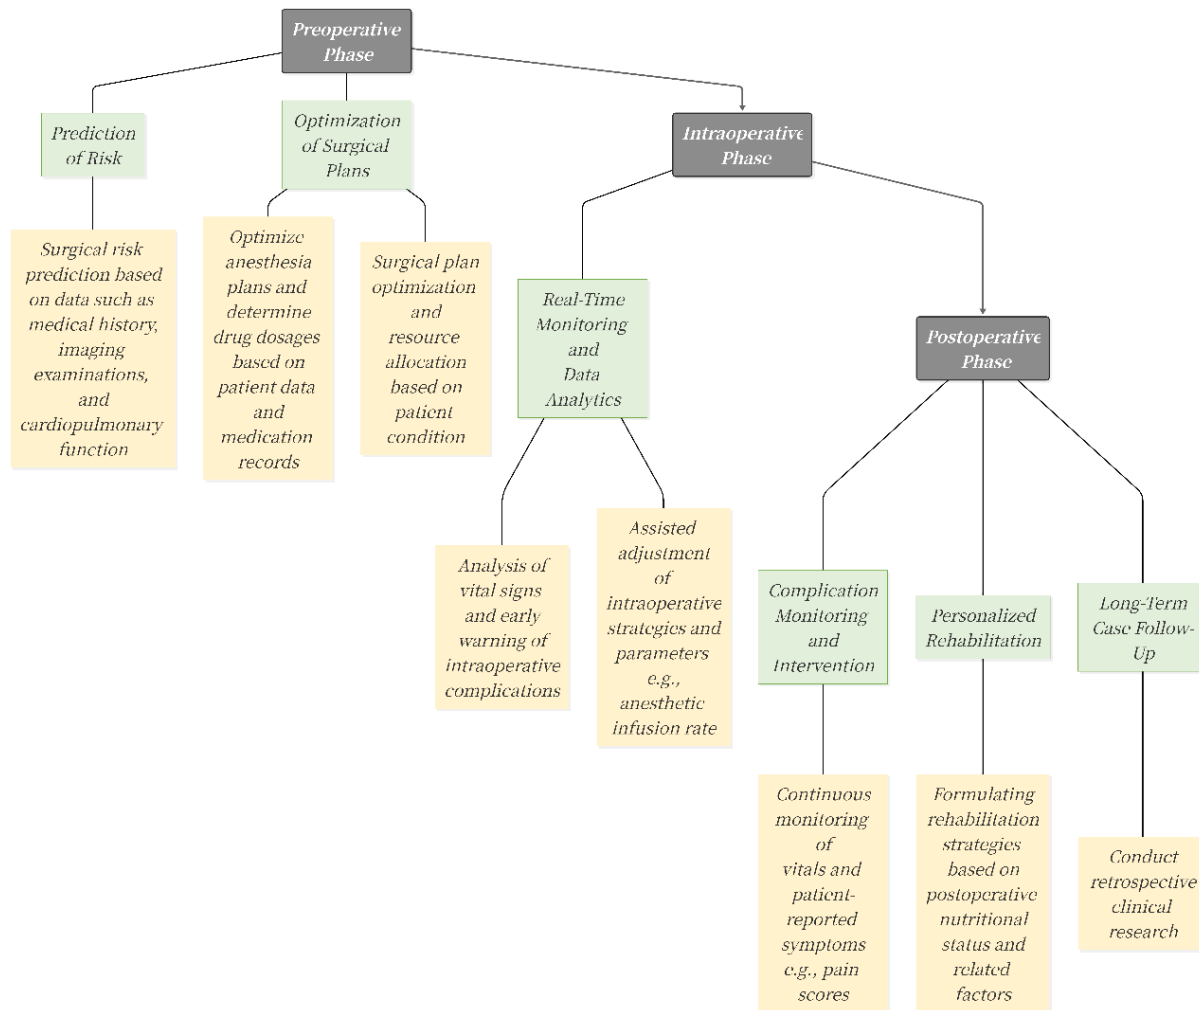 Preoperative
Phase
Prediction
of Risk
Optimization
of Surgical
Plans
Intraoperative
Phase
Surgical risk
prediction based
on data such as
medical history,
imaging
examinations,
and
cardiopulmonary
function
Optimize
anesthesia
plans and
determine
drug dosages
based on
patient data
and
medication
records
Surgical plan
optimization
and
resource
allocation
based on
patient
condition
Real-Time
Monitoring
and
Data
Analytics
Postoperative
Phase
Analysis of
vital signs
and early
warning of
intraoperative
complications
Assisted
adjustment
of
intraoperative
strategies and
parameters
e.g.,
anesthetic
infusion rate
Complication
Monitoring
and
Intervention
Personalized
Rehabilitation
Long-Term
Case Follow-
Up
Continuous
monitoring
of
vitals and
patient-
reported
symptoms
e.g., pain
scores
Formulating
rehabilitation
strategies
based on
postoperative
nutritional
status and
related
factors
Conduct
retrospective
clinical
research